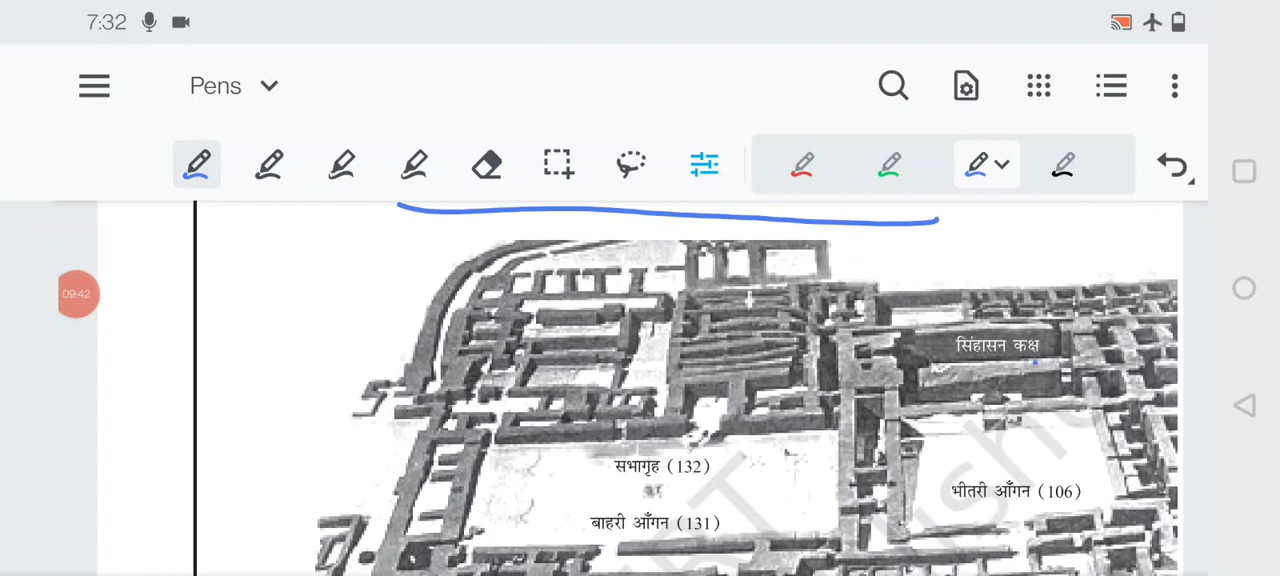 7:32
Pens
09:42
सिंहासन कक्ष
सभागृह (132)
का
बाहरी आँगन (131)
भीतरी आँगन (106)